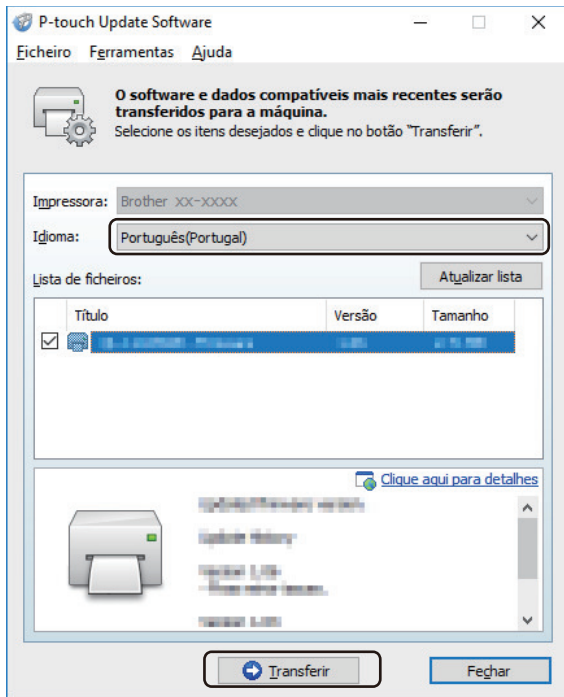 P-touch Update Software
Ficheiro Ferramentas Ajuda
O software e dados compatíveis mais recentes serão
transferidos para a máquina.
Selecione os itens desejados e clique no botão "Transferir".
Impressora: Brother XX-XXXX
Idioma: Português(Portugal)
Lista de ficheiros: Atualizar lista
Título Versão Tamanho
Clique aqui para detalhes
Transferir Fechar